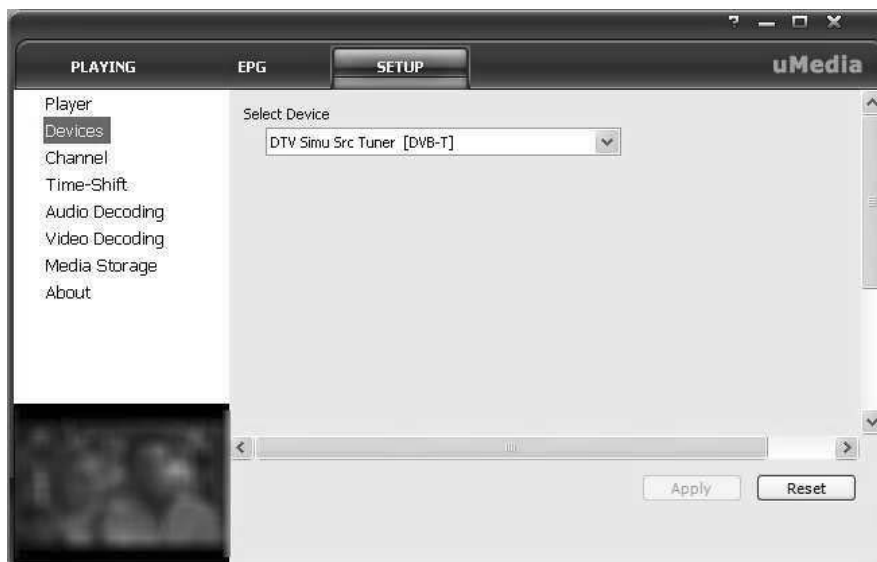 ?
PLAYING EPG SETUP uMedia
Player
Devices
Channel
Time-Shift
Audio Decoding
Video Decoding
Media Storage
About
Select Device
DTV Simu Src Tuner [DVB-T]
Apply Reset